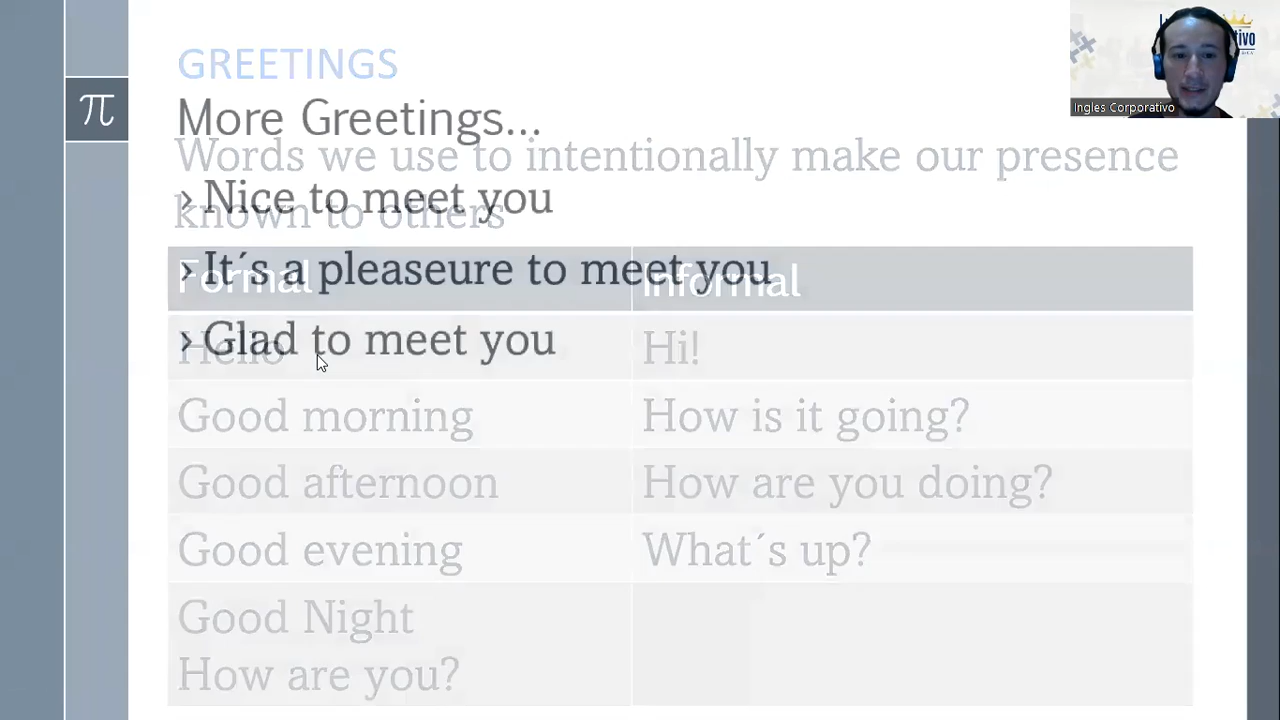 GREETINGS
More Greetings...
Words we use to intentionally make our presence
known to others
› Nice to meet you
› It´s a pleaseure to meet you
› Glad to meet you
Formal Informal
Hello Hi!
Good morning How is it going?
Good afternoon How are you doing?
Good evening What´s up?
Good Night
How are you?
π
Ingles Corporativo